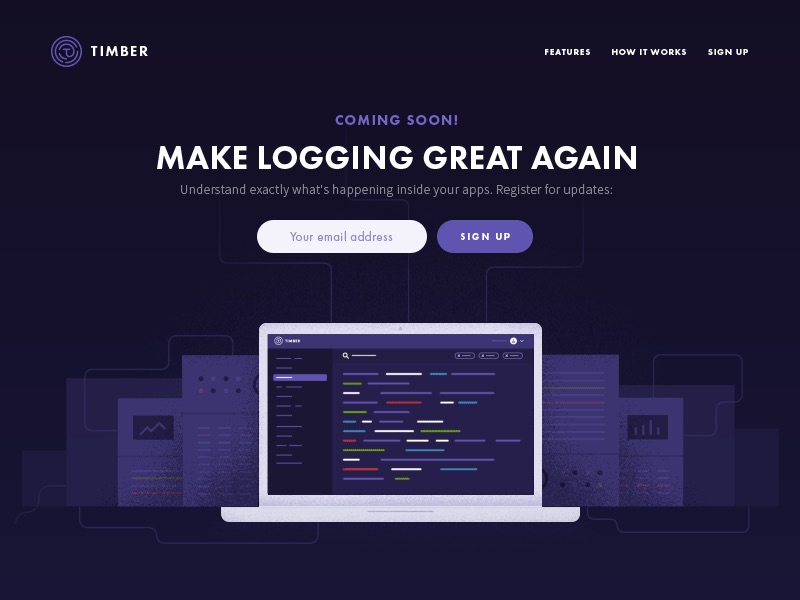 TIMBER
FEATURES HOW IT WORKS SIGN UP
COMING SOON!
MAKE LOGGING GREAT AGAIN
Understand exactly what's happening inside your apps. Register for updates:
Your email address SIGN UP
TIMBER